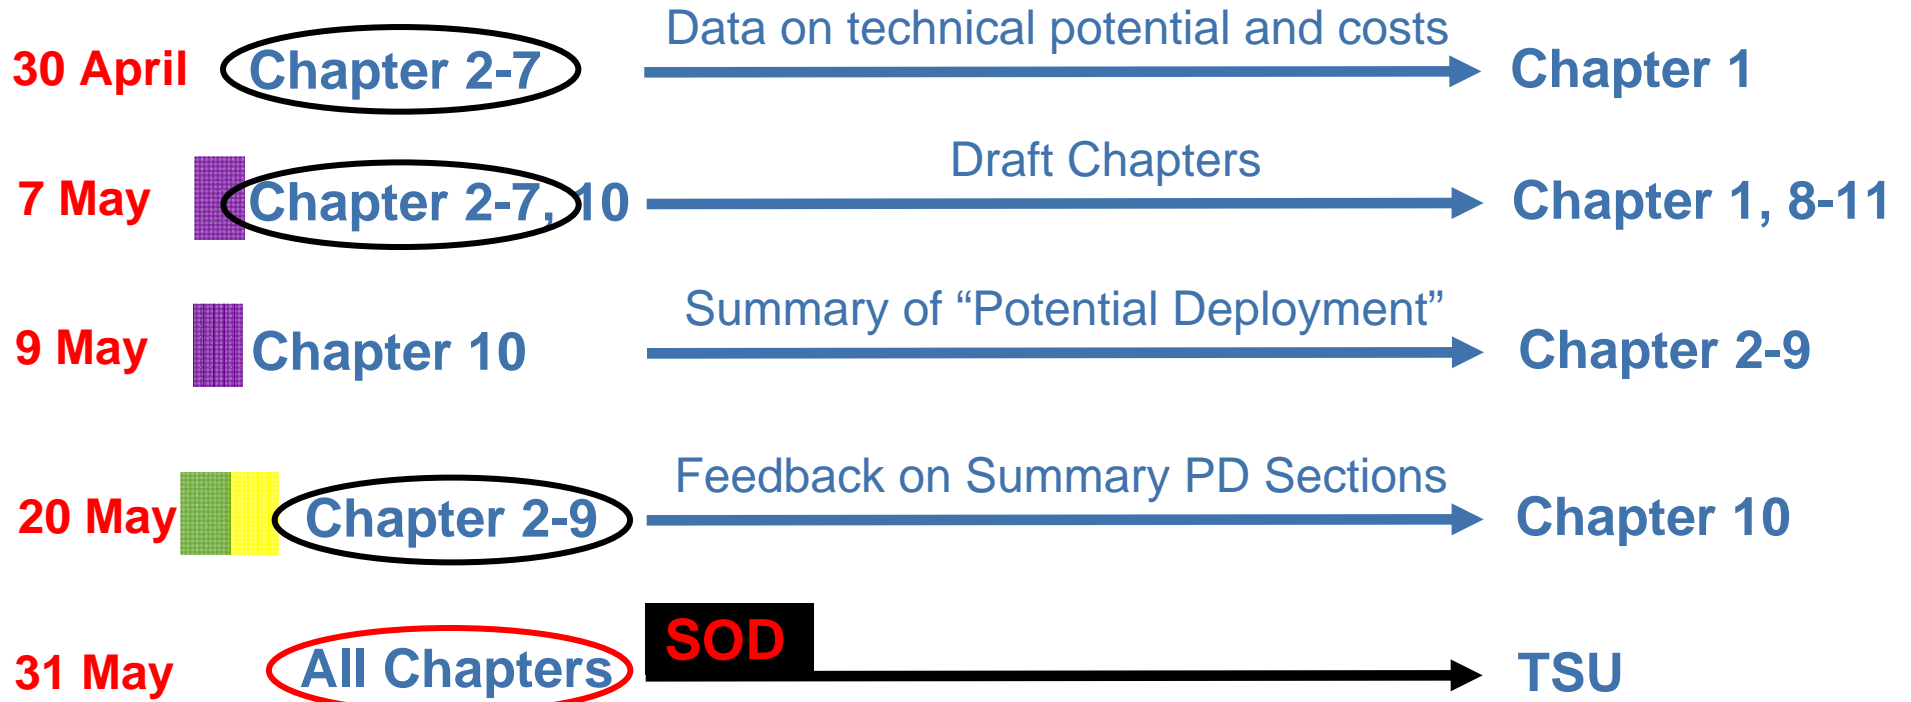 30 April Chapter 2-7 Data on technical potential and costs Chapter 1
7 May Chapter 2-7, 10 Draft Chapters Chapter 1, 8-11
9 May Chapter 10 Summary of “Potential Deployment” Chapter 2-9
20 May Chapter 2-9 Feedback on Summary PD Sections Chapter 10
31 May All Chapters SOD TSU